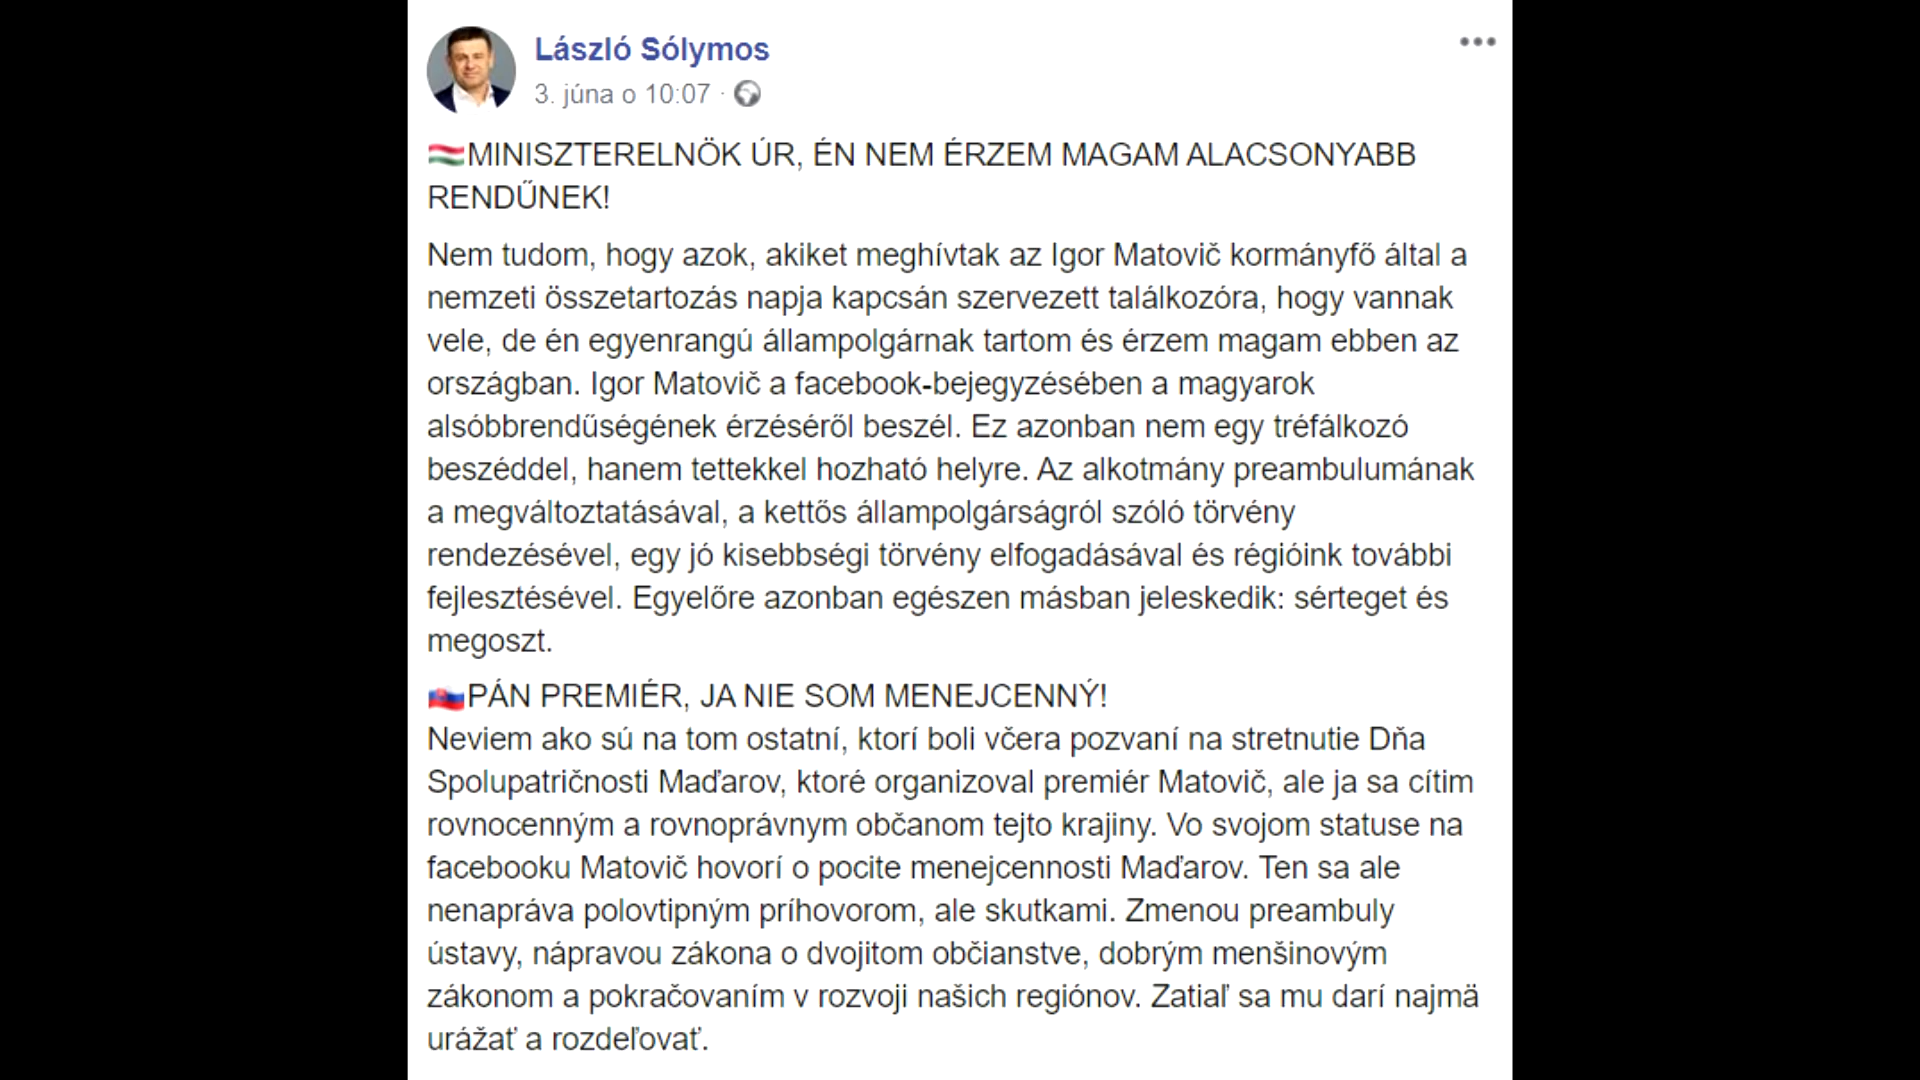 László Sólymos
3. júna o 10:07 ·
MINISZTERELNÖK ÚR, ÉN NEM ÉRZEM MAGAM ALACSONYABB
RENDŰNEK!
Nem tudom, hogy azok, akiket meghívtak az Igor Matovič kormányfő által a
nemzeti összetartozás napja kapcsán szervezett találkozóra, hogy vannak
vele, de én egyenrangú állampolgárnak tartom és érzem magam ebben az
országban. Igor Matovič a facebook-bejegyzésében a magyarok
alsóbbrendűségének érzéséről beszél. Ez azonban nem egy tréfálkozó
beszéddel, hanem tettekkel hozható helyre. Az alkotmány preambulumának
a megváltoztatásával, a kettős állampolgárságról szóló törvény
rendezésével, egy jó kisebbségi törvény elfogadásával és régióink további
fejlesztésével. Egyelőre azonban egészen másban jeleskedik: sérteget és
megoszt.
PÁN PREMIÉR, JA NIE SOM MENEJCENNÝ!
Neviem ako sú na tom ostatní, ktorí boli včera pozvaní na stretnutie Dňa
Spolupatričnosti Maďarov, ktoré organizoval premiér Matovič, ale ja sa cítim
rovnocenným a rovnoprávnym občanom tejto krajiny. Vo svojom statuse na
facebooku Matovič hovorí o pocite menejcennosti Maďarov. Ten sa ale
nenapráva polovtipným príhovorom, ale skutkami. Zmenou preambuly
ústavy, nápravou zákona o dvojitom občianstve, dobrým menšinovým
zákonom a pokračovaním v rozvoji našich regiónov. Zatiaľ sa mu darí najmä
urážať a rozdeľovať.